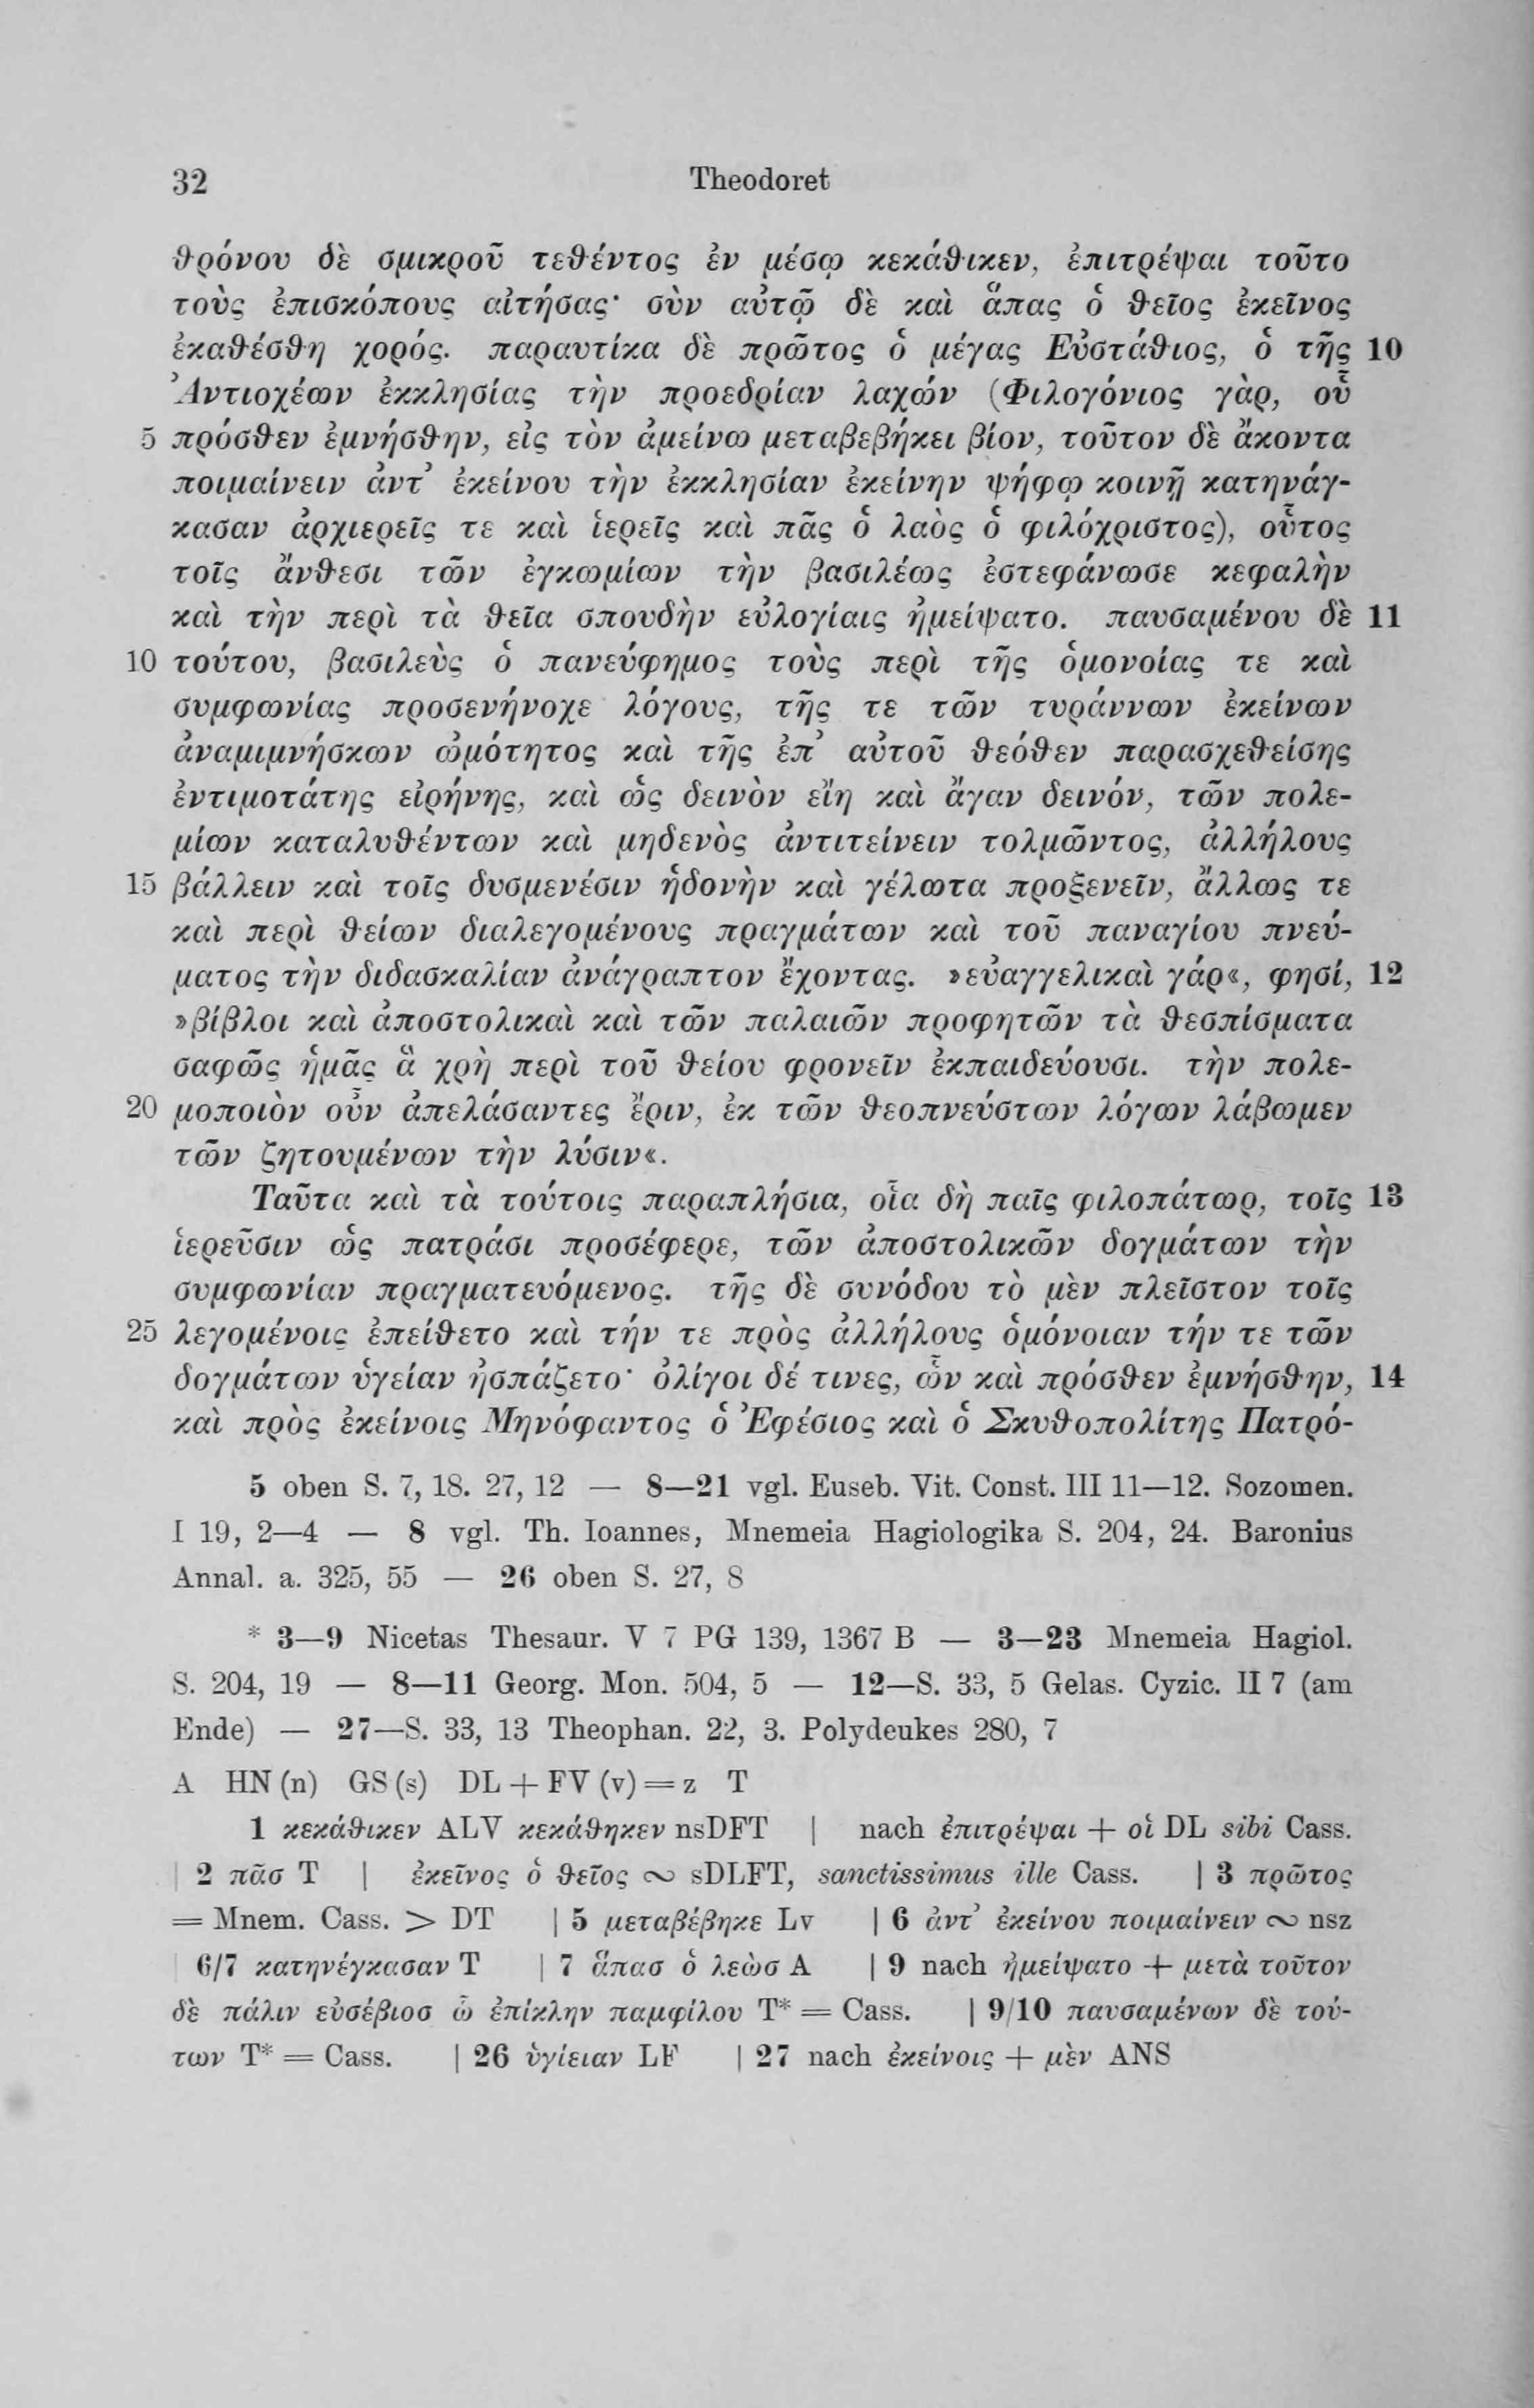 32 Theodoret
θρόνου δὲ σμικροῦ τεθέντος ἐν μέσῳ κεκάθικεν, ἐπιτρέψαι τοῦτο
τοὺς ἐπισκόπους αἰτήσας· σὺν αὐτῷ δὲ καὶ ἅπας ὁ θεῖος ἐκεῖνος
ἐκαθέσθη χορός. παραυτίκα δὲ πρῶτος ὁ μέγας Εὐστάθιος, ὁ τῆς 10
Ἀντιοχέων ἐκκλησίας τὴν προεδρίαν λαχών (Φιλογόνιος γὰρ, οὗ
5 πρόσθεν ἐμνήσθην, εἰς τὸν ἀμείνω μεταβεβήκει βίον, τοῦτον δὲ ἄκοντα
ποιμαίνειν ἀντ᾽ ἐκείνου τὴν ἐκκλησίαν ἐκείνην ψήφῳ κοινῇ κατηνάγ-
κασαν ἀρχιερεῖς τε καὶ ἱερεῖς καὶ πᾶς ὁ λαὸς ὁ φιλόχριστος), οὗτος
τοῖς ἄνθεσι τῶν ἐγκωμίων τὴν βασιλέως ἐστεφάνωσε κεφαλὴν
καὶ τὴν περὶ τὰ θεῖα σπουδὴν εὐλογίαις ἠμείψατο. παυσαμένου δὲ 11
10 τούτου, βασιλεὺς ὁ πανεύφημος τοὺς περὶ τῆς ὁμονοίας τε καὶ
συμφωνίας προσενήνοχε λόγους, τῆς τε τῶν τυράννων ἐκείνων
ἀναμιμνήσκων ὠμότητος καὶ τῆς ἐπ᾽ αὐτοῦ θεόθεν παρασχεθείσης
ἐντιμοτάτης εἰρήνης, καὶ ὡς δεινὸν εἴη καὶ ἄγαν δεινόν, τῶν πολε-
μίων καταλυθέντων καὶ μηδενὸς ἀντιτείνειν τολμῶντος, ἀλλήλους
15 βάλλειν καὶ τοῖς δυσμενέσιν ἡδονὴν καὶ γέλωτα προξενεῖν, ἄλλως τε
καὶ περὶ θείων διαλεγομένους πραγμάτων καὶ τοῦ παναγίου πνεύ-
ματος τὴν διδασκαλίαν ἀνάγραπτον ἔχοντας. »εὐαγγελικαὶ γάρ«, φησί, 12
»βίβλοι καὶ ἀποστολικαὶ καὶ τῶν παλαιῶν προφητῶν τὰ θεσπίσματα
σαφῶς ἡμᾶς ἃ χρὴ περὶ τοῦ θείου φρονεῖν ἐκπαιδεύουσι. τὴν πολε-
20 μοποιὸν οὖν ἀπελάσαντες ἔριν, ἐκ τῶν θεοπνεύστων λόγων λάβωμεν
τῶν ζητουμένων τὴν λύσιν«.
Ταῦτα καὶ τὰ τούτοις παραπλήσια, οἷα δὴ παῖς φιλοπάτωρ, τοῖς 13
ἱερεῦσιν ὡς πατράσι προσέφερε, τῶν ἀποστολικῶν δογμάτων τὴν
συμφωνίαν πραγματευόμενος. τῆς δὲ συνόδου τὸ μὲν πλεῖστον τοῖς
25 λεγομένοις ἐπείθετο καὶ τήν τε πρὸς ἀλλήλους ὁμόνοιαν τήν τε τῶν
δογμάτων ὑγείαν ἠσπάζετο· ὀλίγοι δέ τινες, ὧν καὶ πρόσθεν ἐμνήσθην, 14
καὶ πρὸς ἐκείνοις Μηνόφαντος ὁ Ἐφέσιος καὶ ὁ Σκυθοπολίτης Πατρό-
5 oben S. 7, 18. 27, 12 — 8—21 vgl. Euseb. Vit. Const. III 11—12. Sozomen.
I 19, 2—4 — 8 vgl. Th. Ioannes, Mnemeia Hagiologika S. 204, 24. Baronius
Annal. a. 325, 55 — 26 oben S. 27, 8
* 3—9 Nicetas Thesaur. V 7 PG 139, 1367 B — 3—23 Mnemeia Hagiol.
S. 204, 19 — 8—11 Georg. Mon. 504, 5 — 12—S. 33, 5 Gelas. Cyzic. II 7 (am
Ende) — 27—S. 33, 13 Theophan. 22, 3. Polydeukes 280, 7
A HN (n) GS (s) DL + FV (v) = z T
1 κεκάθικεν ALV κεκάθηκεν nsDFT | nach ἐπιτρέψαι + οἱ DL sibi Cass.
| 2 πᾶσ T | ἐκεῖνος ὁ θεῖος ∾ sDLFT, sanctissimus ille Cass. | 3 πρῶτος
= Mnem. Cass. > DT | 5 μεταβέβηκε Lv | 6 ἀντ᾽ ἐκείνου ποιμαίνειν ∾ nsz
6/7 κατηνέγκασαν T | 7 ἅπασ ὁ λεὼσ A | 9 nach ἠμείψατο + μετὰ τοῦτον
δὲ πάλιν εὐσέβιοσ ὧ ἐπίκλην παμφίλου T* = Cass. | 9/10 παυσαμένων δὲ τού-
των T* = Cass. | 26 ὑγίειαν LF | 27 nach ἐκείνοις + μὲν ANS